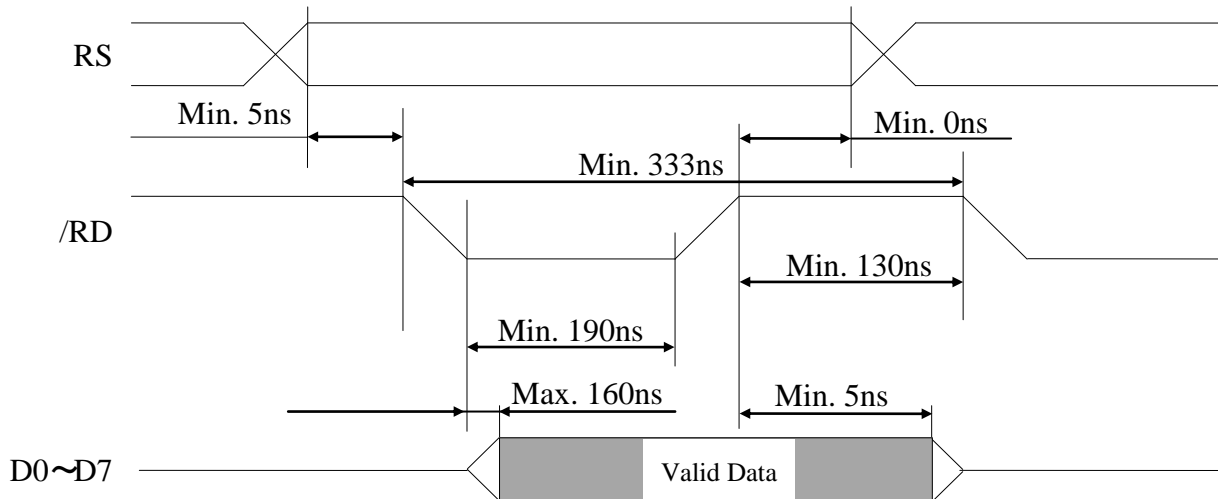 RS
Min. 5ns
Min. 0ns
Min. 333ns
/RD
Min. 130ns
Min. 190ns
Max. 160ns
Min. 5ns
D0～D7
Valid Data